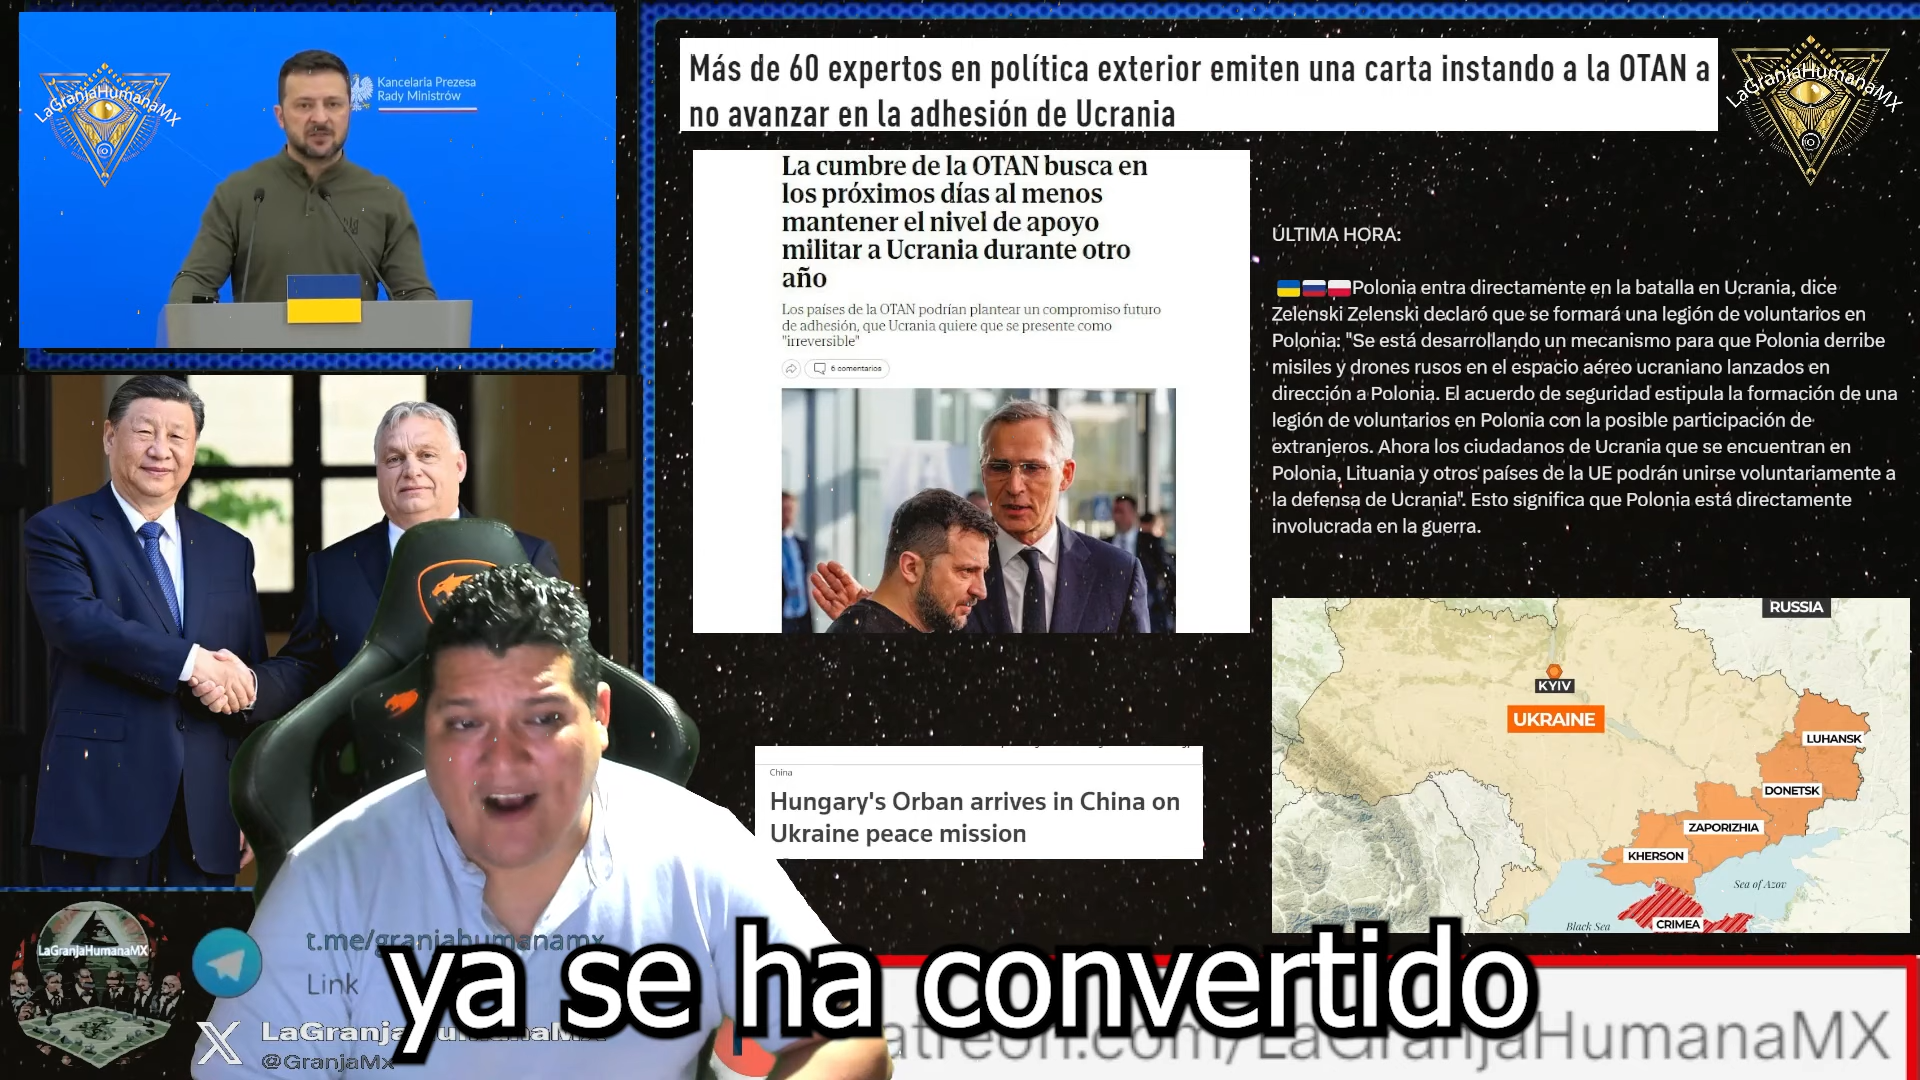 LaGranjaHumanaMX
Kancelaria Prezesa
Rady Ministrów
Más de 60 expertos en política exterior emiten una carta instando a la OTAN a
no avanzar en la adhesión de Ucrania
LaGranjaHumanaMX
La cumbre de la OTAN busca en
los próximos días al menos
mantener el nivel de apoyo
militar a Ucrania durante otro
año
Los países de la OTAN podrían plantear un compromiso futuro
de adhesión, que Ucrania quiere que se presente como
"irreversible"
6 comentarios
ÚLTIMA HORA:
Polonia entra directamente en la batalla en Ucrania, dice
Zelenski Zelenski declaró que se formará una legión de voluntarios en
Polonia: "Se está desarrollando un mecanismo para que Polonia derribe
misiles y drones rusos en el espacio aéreo ucraniano lanzados en
dirección a Polonia. El acuerdo de seguridad estipula la formación de una
legión de voluntarios en Polonia con la posible participación de
extranjeros. Ahora los ciudadanos de Ucrania que se encuentran en
Polonia, Lituania y otros países de la UE podrán unirse voluntariamente a
la defensa de Ucrania". Esto significa que Polonia está directamente
involucrada en la guerra.
RUSSIA
KYIV
UKRAINE
LUHANSK
DONETSK
ZAPORIZHIA
KHERSON
Sea of Azov
Black Sea
CRIMEA
China
Hungary's Orban arrives in China on
Ukraine peace mission
LaGranjaHumanaMX
t.me/granjahumanamx
Link
ya se ha convertido
LaGranjaHumanaMX
@GranjaMx
atreon.com/LaGranjaHumanaMX